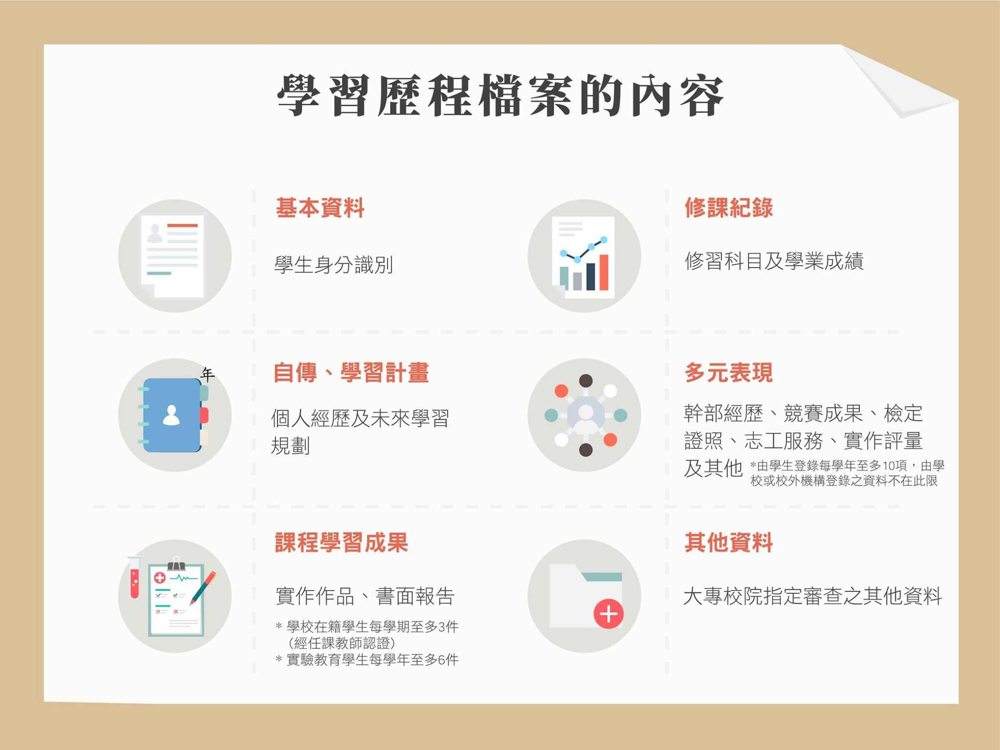 學習歷程檔案的內容
基本資料
學生身分識別
修課紀錄
修習科目及學業成績
年
自傳、學習計畫
個人經歷及未來學習
規劃
多元表現
幹部經歷、競賽成果、檢定
證照、志工服務、實作評量
及其他
*由學生登錄每學年至多10項，由學
校或校外機構登錄之資料不在此限
課程學習成果
實作作品、書面報告
* 學校在籍學生每學期至多3件
（經任課教師認證）
* 實驗教育學生每學年至多6件
其他資料
大專校院指定審查之其他資料